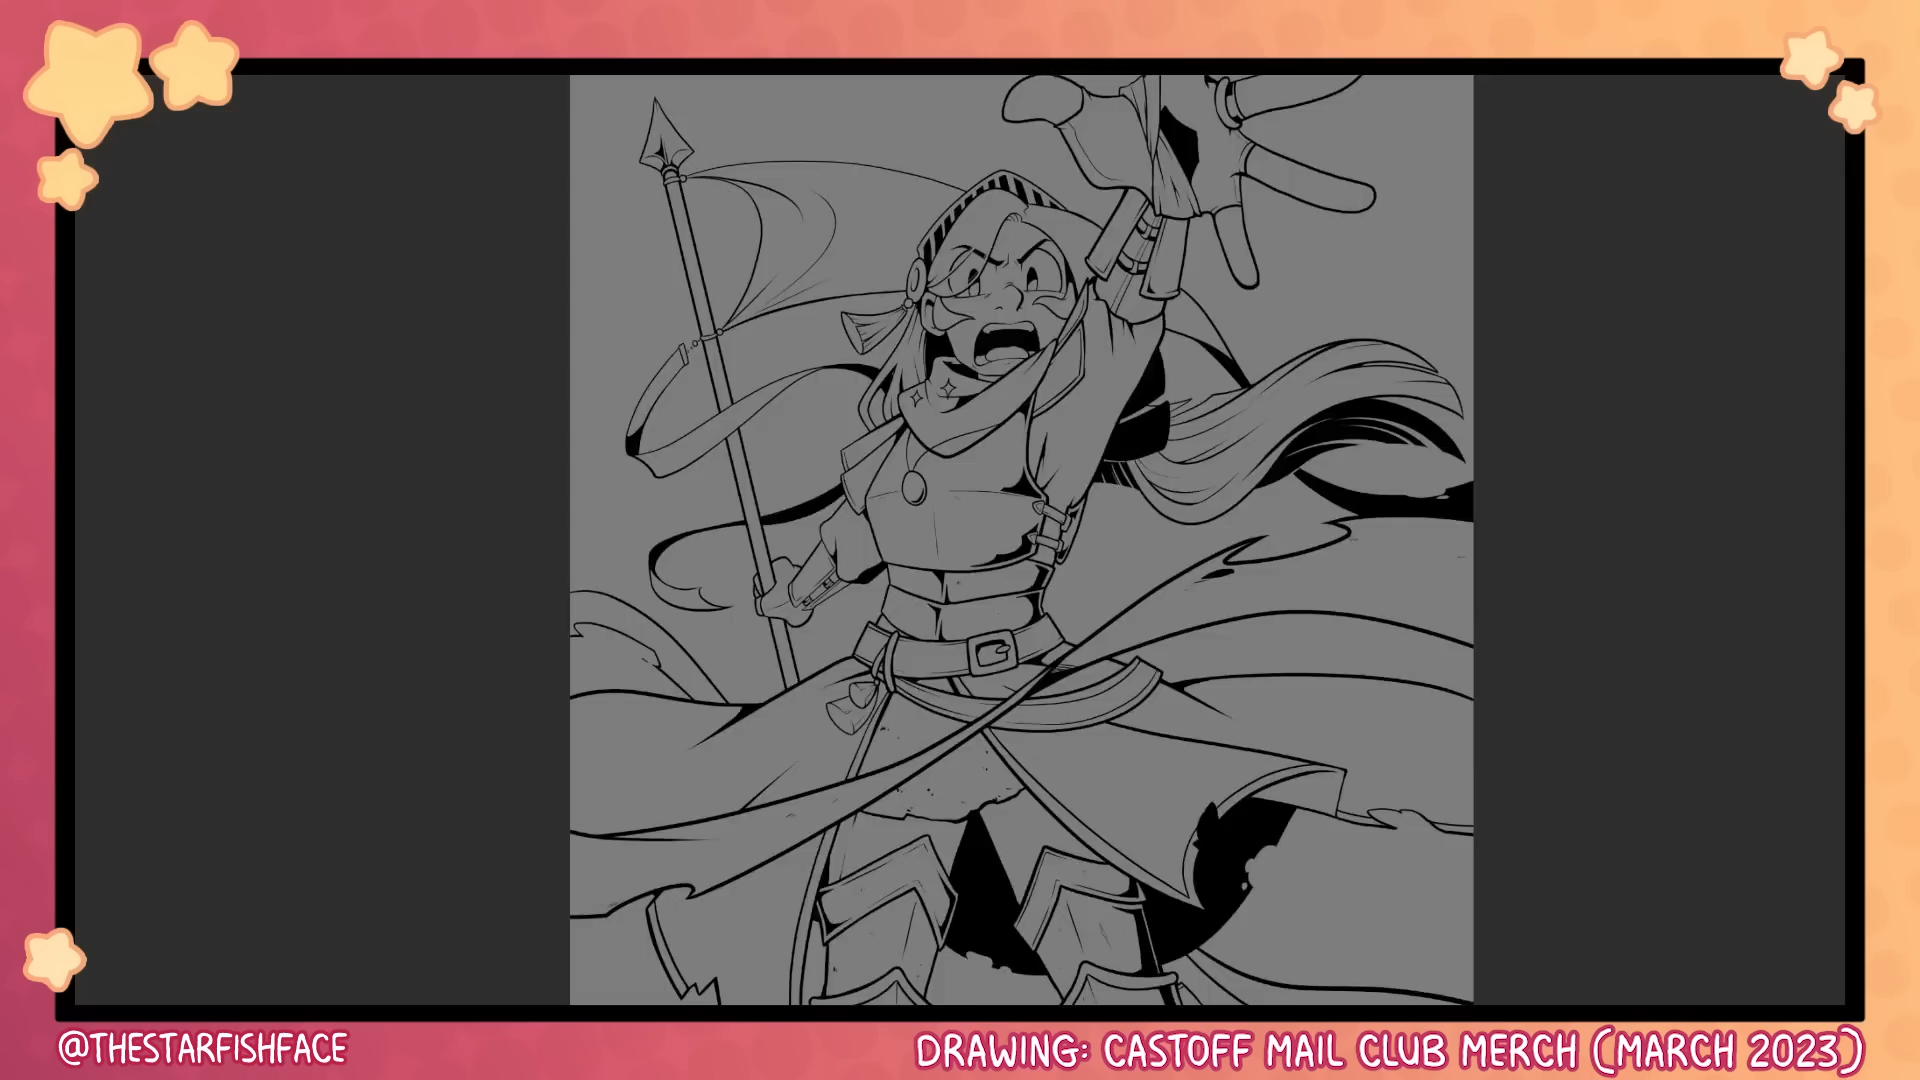 @THESTARFISHFACE
DRAWING: CASTOFF MAIL CLUB MERCH (MARCH 2023)